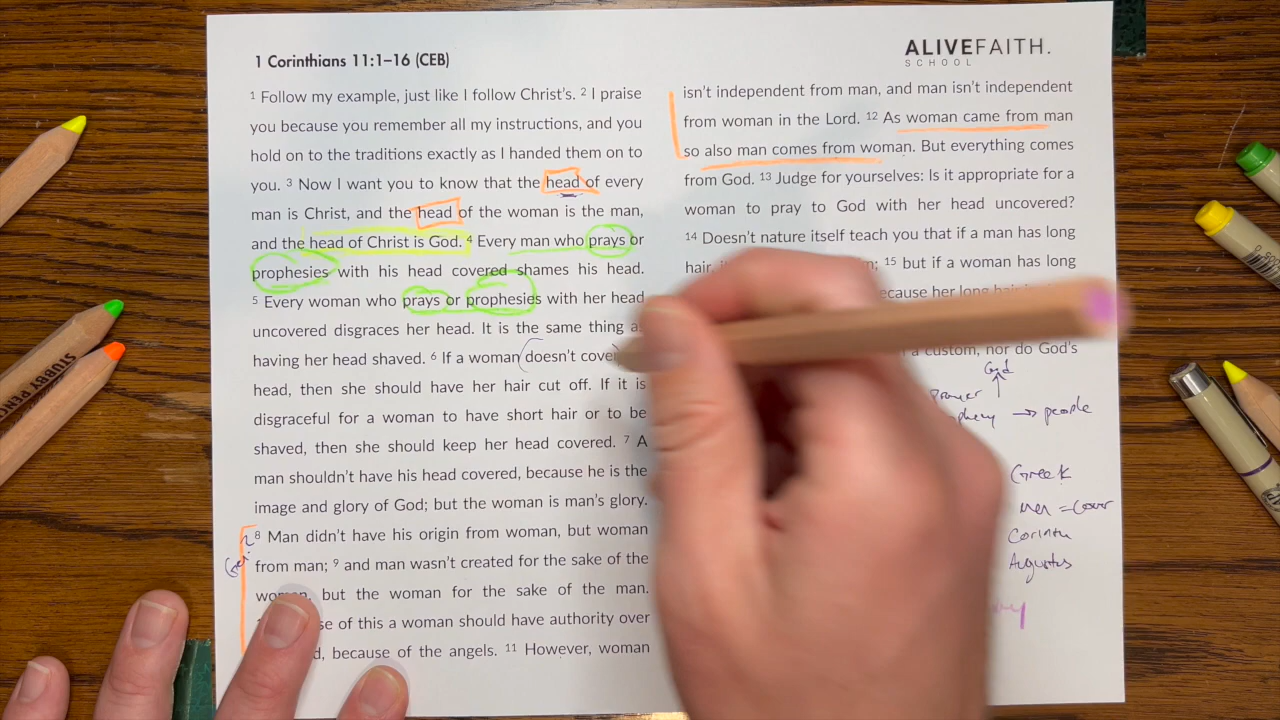 1 Corinthians 11:1–16 (CEB)
ALIVEFAITH.
SCHOOL
1 Follow my example, just like I follow Christ's. 2 I praise
you because you remember all my instructions, and you
hold on to the traditions exactly as I handed them on to
you. 3 Now I want you to know that the head of every
man is Christ, and the head of the woman is the man,
and the head of Christ is God. 4 Every man who prays or
prophesies with his head covered shames his head.
5 Every woman who prays or prophesies with her head
uncovered disgraces her head. It is the same thing as
having her head shaved. 6 If a woman doesn't
head, then she should have her hair cut off. If it is
disgraceful for a woman to have short hair or to be
shaved, then she should keep her head covered. 7 A
man shouldn't have his head covered, because he is the
image and glory of God; but the woman is man's glory.
8 Man didn't have his origin from woman, but woman
from man; 9 and man wasn't created for the sake of the
but the woman for the sake of the man.
of this a woman should have authority over
because of the angels. 11 However, woman
isn't independent from man, and man isn't independent
from woman in the Lord. 12 As woman came from man
so also man comes from woman. But everything comes
from God. 13 Judge for yourselves: Is it appropriate for a
woman to pray to God with her head uncovered?
14 Doesn't nature itself teach you that if a man has long
hair, 15 but if a woman has long
because her long
a custom, nor do God's
God
Prayer
→ people
Greek
men = cover
Corinth
Augustus
STUBBY PENC